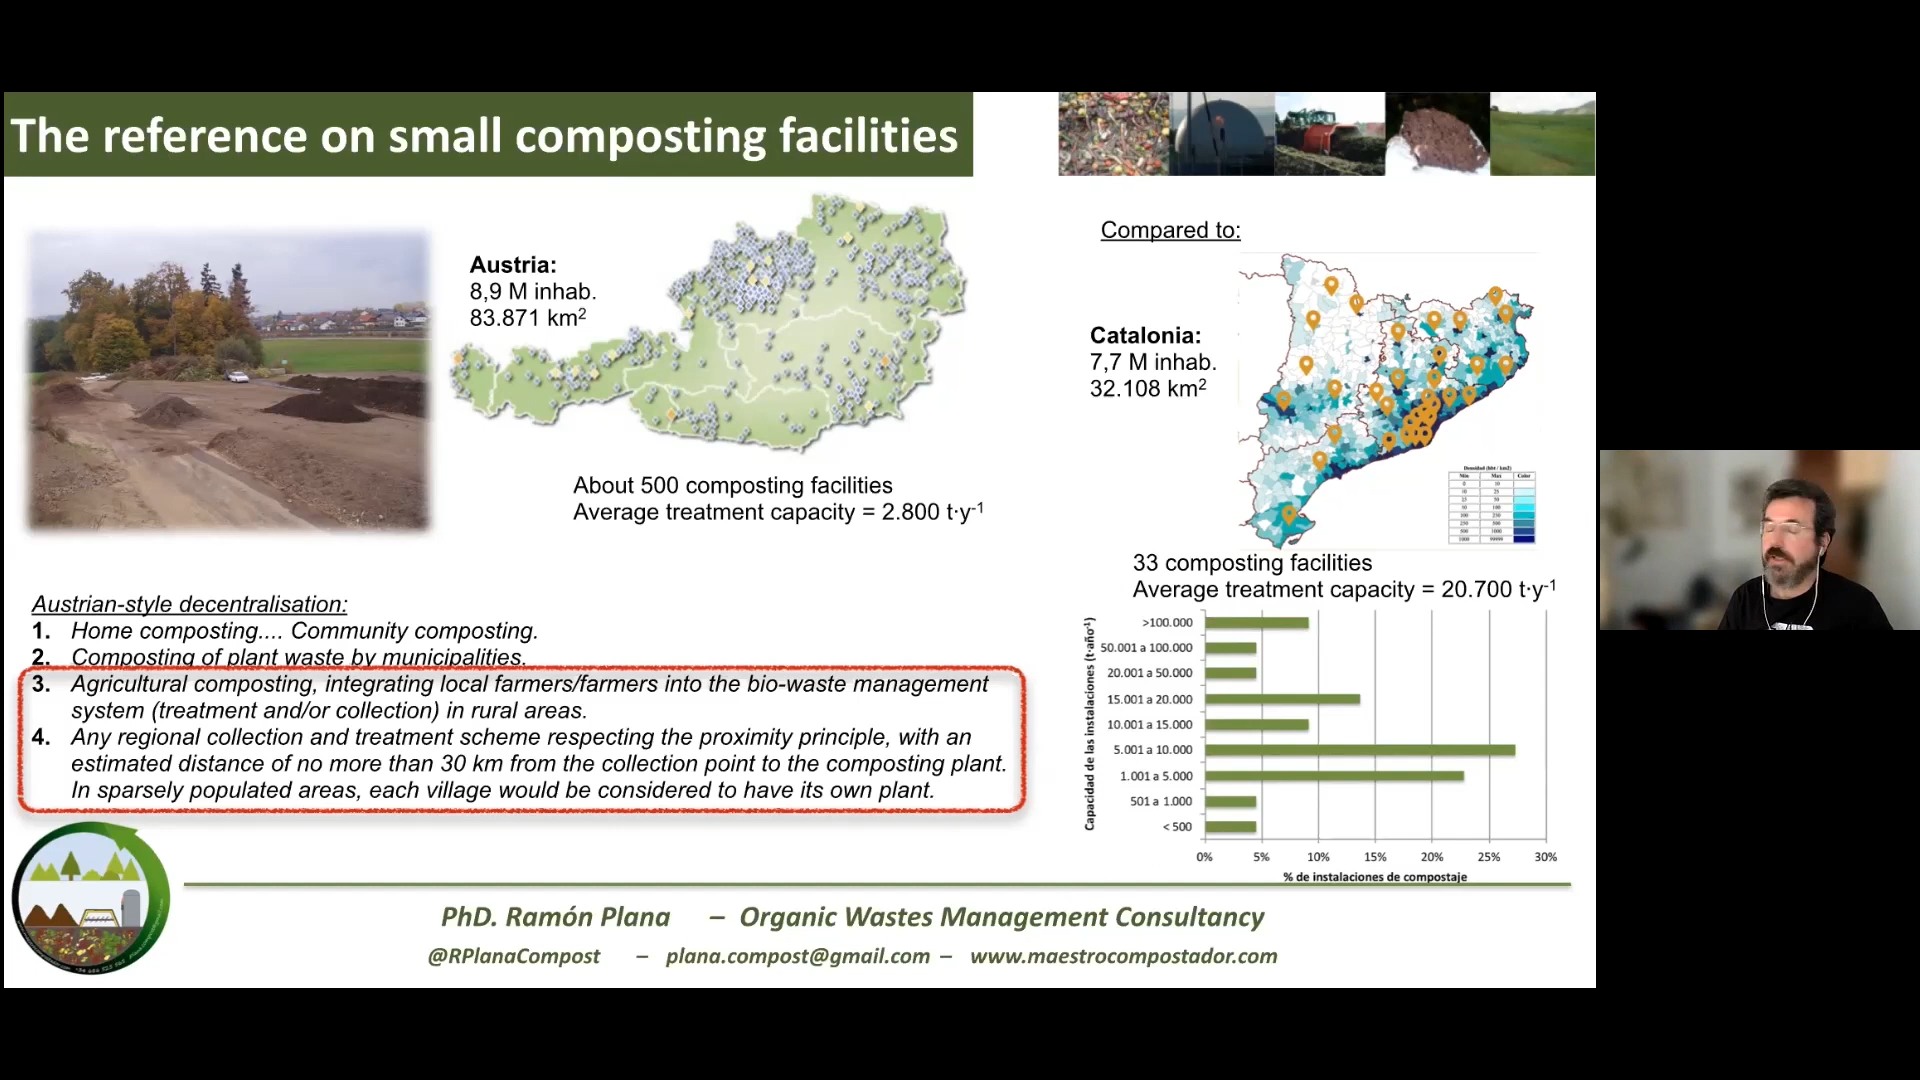 The reference on small composting facilities
Austria:
8,9 M inhab.
83.871 km²
About 500 composting facilities
Average treatment capacity = 2.800 t·y⁻¹
Compared to:
Catalonia:
7,7 M inhab.
32.108 km²
33 composting facilities
Average treatment capacity = 20.700 t·y⁻¹
Austrian-style decentralisation:
1. Home composting.... Community composting.
2. Composting of plant waste by municipalities.
3. Agricultural composting, integrating local farmers/farmers into the bio-waste management
system (treatment and/or collection) in rural areas.
4. Any regional collection and treatment scheme respecting the proximity principle, with an
estimated distance of no more than 30 km from the collection point to the composting plant.
In sparsely populated areas, each village would be considered to have its own plant.
Capacidad de las instalaciones (t·año⁻¹)
>100.000
50.001 a 100.000
20.001 a 50.000
15.001 a 20.000
10.001 a 15.000
5.001 a 10.000
1.001 a 5.000
501 a 1.000
< 500
0% 5% 10% 15% 20% 25% 30%
% de instalaciones de compostaje
PhD. Ramón Plana – Organic Wastes Management Consultancy
@RPlanaCompost – plana.compost@gmail.com – www.maestrocompostador.com